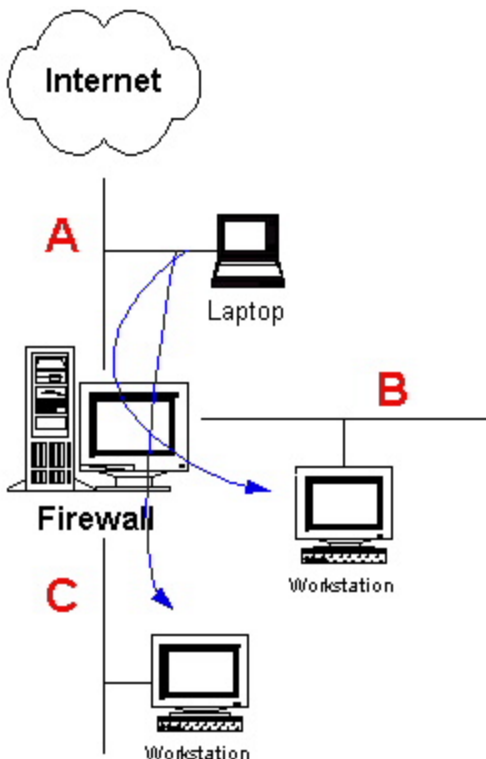 Internet
A
Laptop
B
Firewall
Workstation
C
Workstation